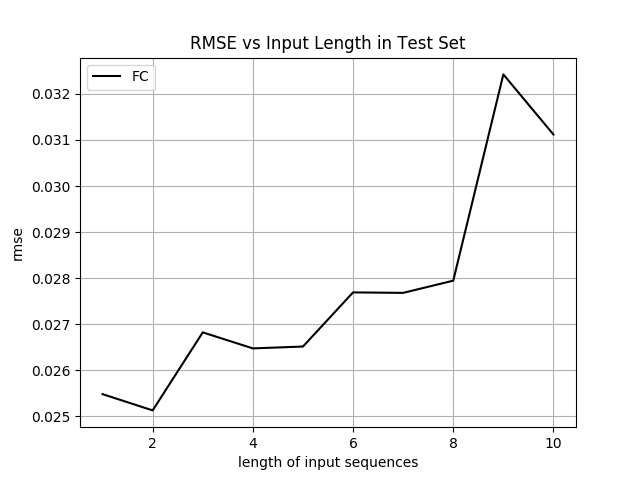 RMSE vs Input Length in Test Set
FC
0.032
0.031
0.030
0.029
0.028
0.027
0.026
0.025
rmse
2 4 6 8 10
length of input sequences